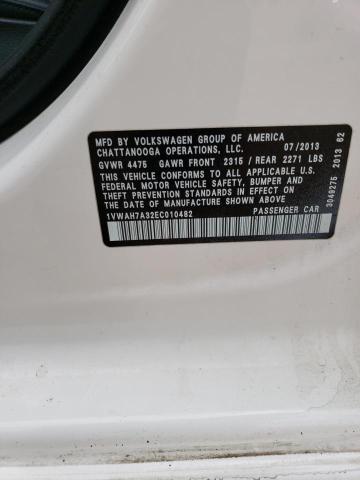 MFD BY VOLKSWAGEN GROUP OF AMERICA
CHATTANOOGA OPERATIONS, LLC. 07/2013
GVWR 4475 GAWR FRONT 2315 / REAR 2271 LBS
THIS VEHICLE CONFORMS TO ALL APPLICABLE U.S.
FEDERAL MOTOR VEHICLE SAFETY, BUMPER AND
THEFT PREVENTION STANDARDS IN EFFECT ON
THE DATE OF MANUFACTURE SHOWN ABOVE
1VWAH7A32EC010482 PASSENGER CAR
3049275 2013 62